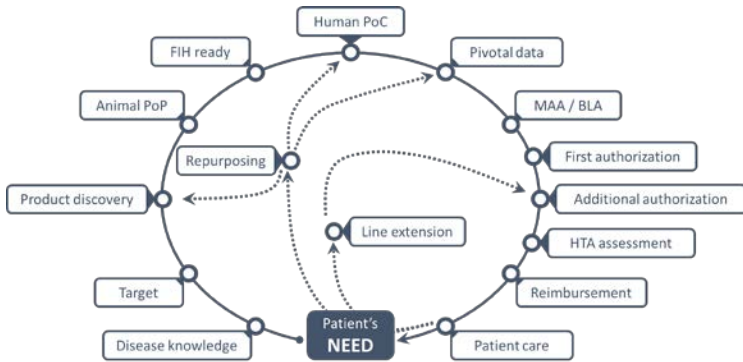 Human PoC
FIH ready
Pivotal data
Animal PoP
MAA / BLA
Repurposing
First authorization
Product discovery
Additional authorization
Line extension
HTA assessment
Target
Reimbursement
Patient's
NEED
Disease knowledge
Patient care